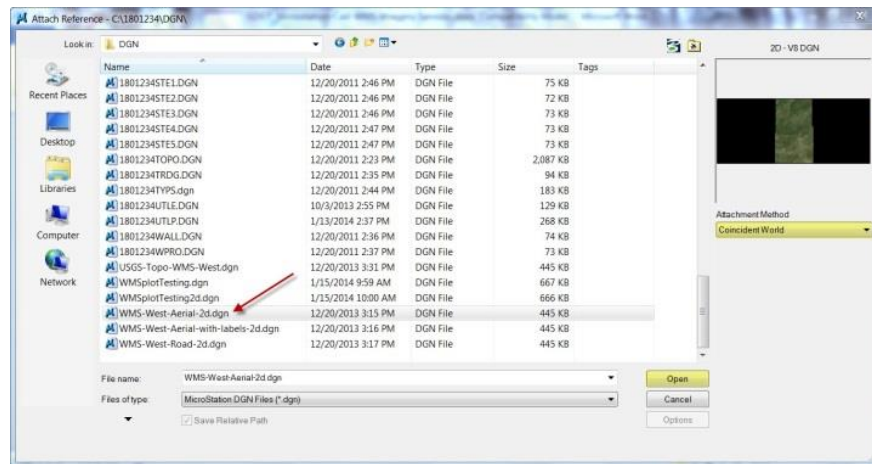 Attach Reference - C:\1801234\DGN\
Look in: DGN
2D - V8 DGN
Name Date Type Size Tags
Recent Places
Desktop
Libraries
Computer
Network
1801234STE1.DGN 12/20/2011 2:46 PM DGN File 75 KB
1801234STE2.DGN 12/20/2011 2:46 PM DGN File 72 KB
1801234STE3.DGN 12/20/2011 2:46 PM DGN File 73 KB
1801234STE4.DGN 12/20/2011 2:47 PM DGN File 73 KB
1801234STE5.DGN 12/20/2011 2:47 PM DGN File 73 KB
1801234TOPO.DGN 12/20/2011 2:23 PM DGN File 2,087 KB
1801234TRDG.DGN 12/20/2011 2:35 PM DGN File 94 KB
1801234TYPS.dgn 12/20/2011 2:44 PM DGN File 183 KB
1801234UTLE.DGN 10/3/2013 2:55 PM DGN File 129 KB
1801234UTLP.DGN 1/13/2014 2:37 PM DGN File 268 KB
1801234WALL.DGN 12/20/2011 2:36 PM DGN File 74 KB
1801234WPRO.DGN 12/20/2011 2:37 PM DGN File 73 KB
USGS-Topo-WMS-West.dgn 12/20/2013 3:31 PM DGN File 445 KB
WMSplotTesting.dgn 1/15/2014 9:59 AM DGN File 667 KB
WMSplotTesting2d.dgn 1/15/2014 10:00 AM DGN File 666 KB
WMS-West-Aerial-2d.dgn 12/20/2013 3:15 PM DGN File 445 KB
WMS-West-Aerial-with-labels-2d.dgn 12/20/2013 3:16 PM DGN File 445 KB
WMS-West-Road-2d.dgn 12/20/2013 3:17 PM DGN File 445 KB
Attachment Method
Coincident World
File name: WMS-West-Aerial-2d.dgn
Open
Files of type: MicroStation DGN Files (*.dgn)
Cancel
Save Relative Path
Options